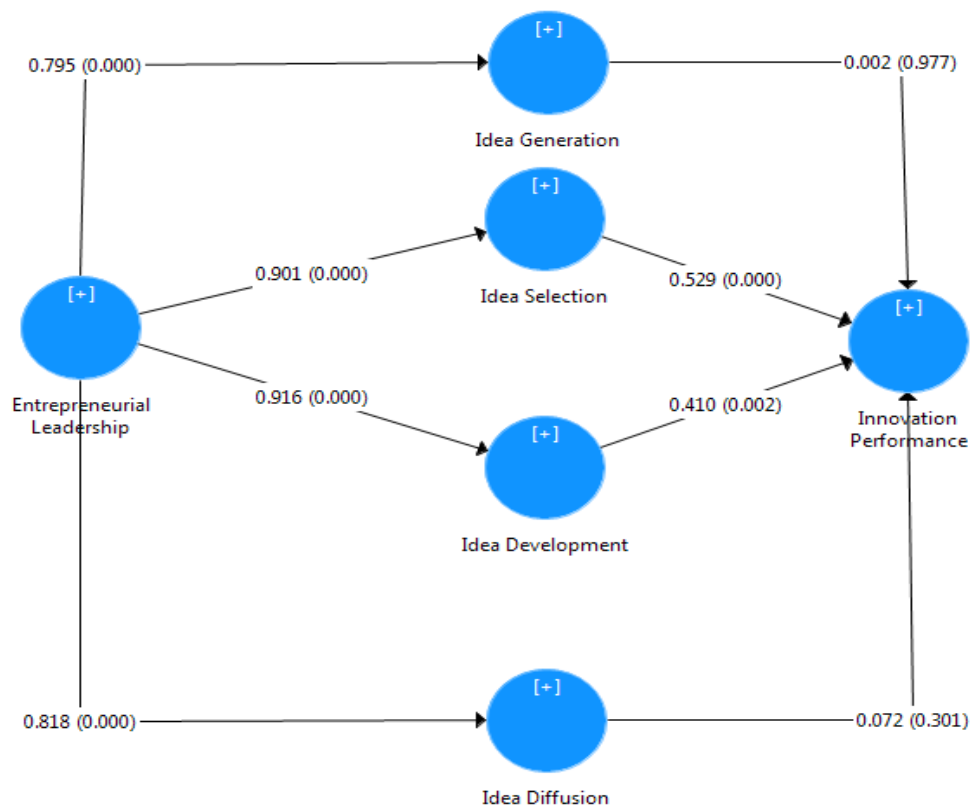 [+]
0.795 (0.000)
0.002 (0.977)
Idea Generation
[+]
0.901 (0.000)
Idea Selection
0.529 (0.000)
[+]
[+]
Entrepreneurial
Leadership
0.916 (0.000)
0.410 (0.002)
Innovation
Performance
[+]
Idea Development
[+]
0.818 (0.000)
0.072 (0.301)
Idea Diffusion